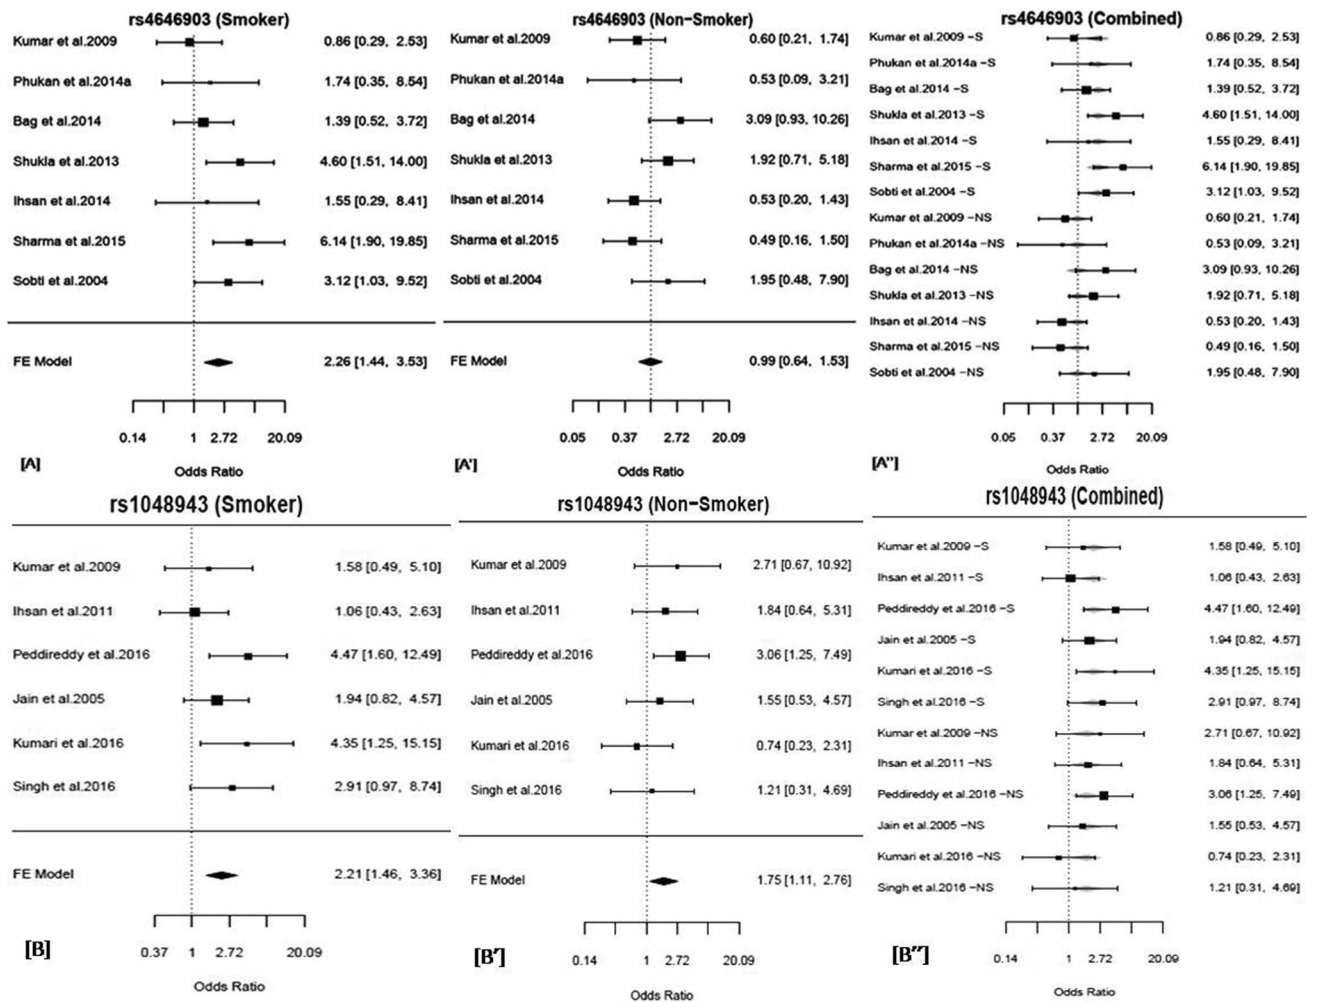 rs4646903 (Smoker)
Kumar et al.2009 0.86 [0.29, 2.53]
Phukan et al.2014a 1.74 [0.35, 8.54]
Bag et al.2014 1.39 [0.52, 3.72]
Shukla et al.2013 4.60 [1.51, 14.00]
Ihsan et al.2014 1.55 [0.29, 8.41]
Sharma et al.2015 6.14 [1.90, 19.85]
Sobti et al.2004 3.12 [1.03, 9.52]
FE Model 2.26 [1.44, 3.53]
0.14 1 2.72 20.09
[A]
Odds Ratio
rs4646903 (Non−Smoker)
Kumar et al.2009 0.60 [0.21, 1.74]
Phukan et al.2014a 0.53 [0.09, 3.21]
Bag et al.2014 3.09 [0.93, 10.26]
Shukla et al.2013 1.92 [0.71, 5.18]
Ihsan et al.2014 0.53 [0.20, 1.43]
Sharma et al.2015 0.49 [0.16, 1.50]
Sobti et al.2004 1.95 [0.48, 7.90]
FE Model 0.99 [0.64, 1.53]
0.05 0.37 2.72 20.09
[A']
Odds Ratio
rs4646903 (Combined)
Kumar et al.2009 −S 0.86 [0.29, 2.53]
Phukan et al.2014a −S 1.74 [0.35, 8.54]
Bag et al.2014 −S 1.39 [0.52, 3.72]
Shukla et al.2013 −S 4.60 [1.51, 14.00]
Ihsan et al.2014 −S 1.55 [0.29, 8.41]
Sharma et al.2015 −S 6.14 [1.90, 19.85]
Sobti et al.2004 −S 3.12 [1.03, 9.52]
Kumar et al.2009 −NS 0.60 [0.21, 1.74]
Phukan et al.2014a −NS 0.53 [0.09, 3.21]
Bag et al.2014 −NS 3.09 [0.93, 10.26]
Shukla et al.2013 −NS 1.92 [0.71, 5.18]
Ihsan et al.2014 −NS 0.53 [0.20, 1.43]
Sharma et al.2015 −NS 0.49 [0.16, 1.50]
Sobti et al.2004 −NS 1.95 [0.48, 7.90]
0.05 0.37 2.72 20.09
[A'']
Odds Ratio
rs1048943 (Smoker)
Kumar et al.2009 1.58 [0.49, 5.10]
Ihsan et al.2011 1.06 [0.43, 2.63]
Peddireddy et al.2016 4.47 [1.60, 12.49]
Jain et al.2005 1.94 [0.82, 4.57]
Kumari et al.2016 4.35 [1.25, 15.15]
Singh et al.2016 2.91 [0.97, 8.74]
FE Model 2.21 [1.46, 3.36]
[B]
0.37 1 2.72 20.09
Odds Ratio
rs1048943 (Non−Smoker)
Kumar et al.2009 2.71 [0.67, 10.92]
Ihsan et al.2011 1.84 [0.64, 5.31]
Peddireddy et al.2016 3.06 [1.25, 7.49]
Jain et al.2005 1.55 [0.53, 4.57]
Kumari et al.2016 0.74 [0.23, 2.31]
Singh et al.2016 1.21 [0.31, 4.69]
FE Model 1.75 [1.11, 2.76]
[B']
0.14 1 2.72 20.09
Odds Ratio
rs1048943 (Combined)
Kumar et al.2009 −S 1.58 [0.49, 5.10]
Ihsan et al.2011 −S 1.06 [0.43, 2.63]
Peddireddy et al.2016 −S 4.47 [1.60, 12.49]
Jain et al.2005 −S 1.94 [0.82, 4.57]
Kumari et al.2016 −S 4.35 [1.25, 15.15]
Singh et al.2016 −S 2.91 [0.97, 8.74]
Kumar et al.2009 −NS 2.71 [0.67, 10.92]
Ihsan et al.2011 −NS 1.84 [0.64, 5.31]
Peddireddy et al.2016 −NS 3.06 [1.25, 7.49]
Jain et al.2005 −NS 1.55 [0.53, 4.57]
Kumari et al.2016 −NS 0.74 [0.23, 2.31]
Singh et al.2016 −NS 1.21 [0.31, 4.69]
[B'']
0.14 1 2.72 20.09
Odds Ratio